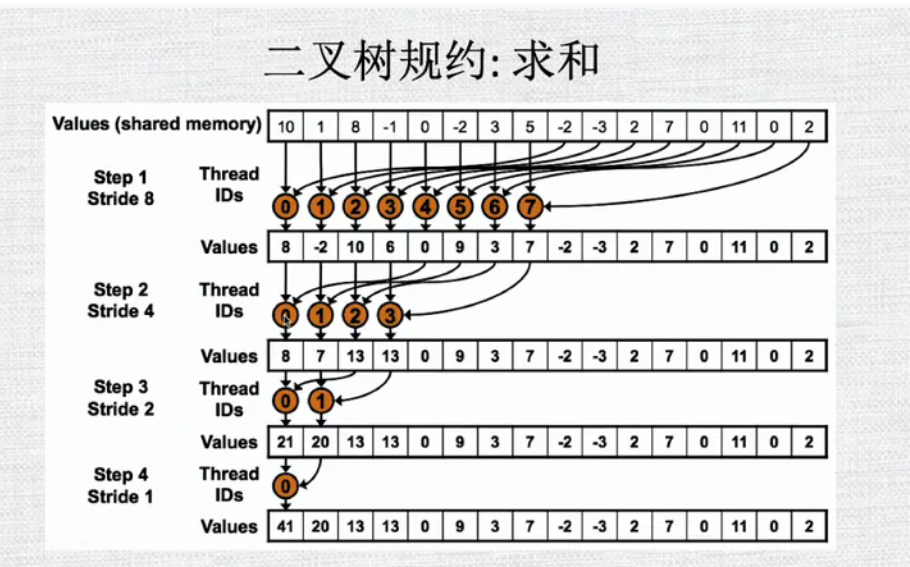 二叉树规约: 求和
Values (shared memory) 10 1 8 -1 0 -2 3 5 -2 -3 2 7 0 11 0 2
Step 1 Thread
Stride 8 IDs
0 1 2 3 4 5 6 7
Values 8 -2 10 6 0 9 3 7 -2 -3 2 7 0 11 0 2
Step 2 Thread
Stride 4 IDs
0 1 2 3
Values 8 7 13 13 0 9 3 7 -2 -3 2 7 0 11 0 2
Step 3 Thread
Stride 2 IDs
0 1
Values 21 20 13 13 0 9 3 7 -2 -3 2 7 0 11 0 2
Step 4 Thread
Stride 1 IDs
0
Values 41 20 13 13 0 9 3 7 -2 -3 2 7 0 11 0 2